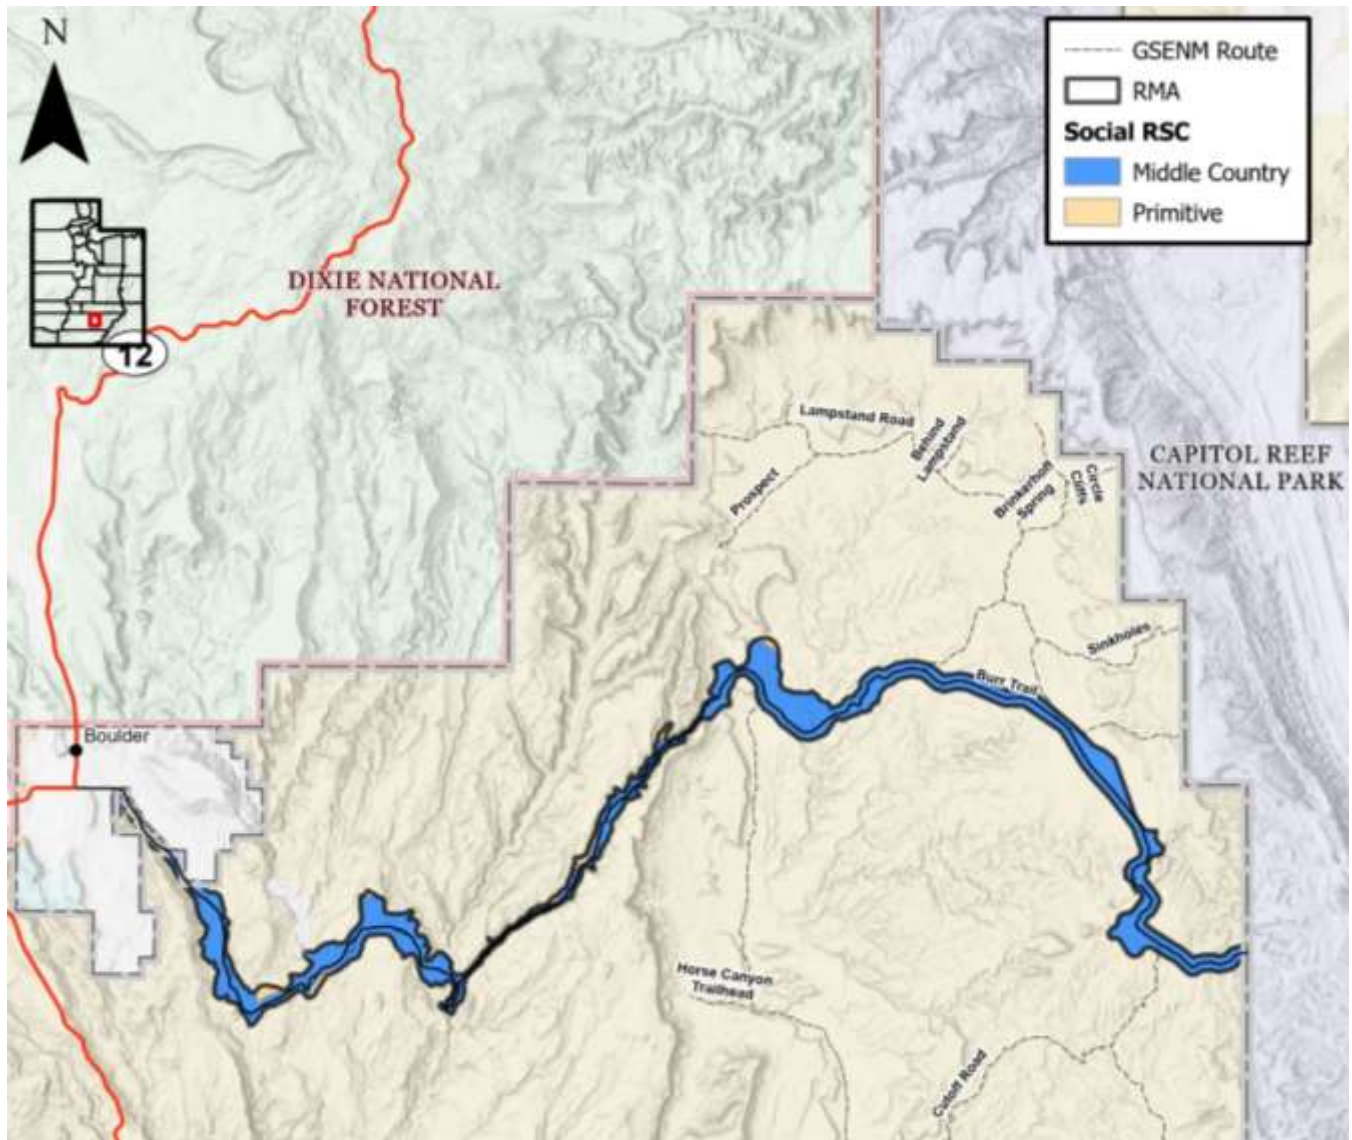 N
GSENM Route
RMA
Social RSC
Middle Country
Primitive
DIXIE NATIONAL
FOREST
12
Lampstand Road
Behind
Lampstand
Prospect
Brinkerhoff
Spring
Circle
Cliffs
CAPITOL REEF
NATIONAL PARK
Sinkholes
Burr Trail
Boulder
Horse Canyon
Trailhead
Cutoff Road